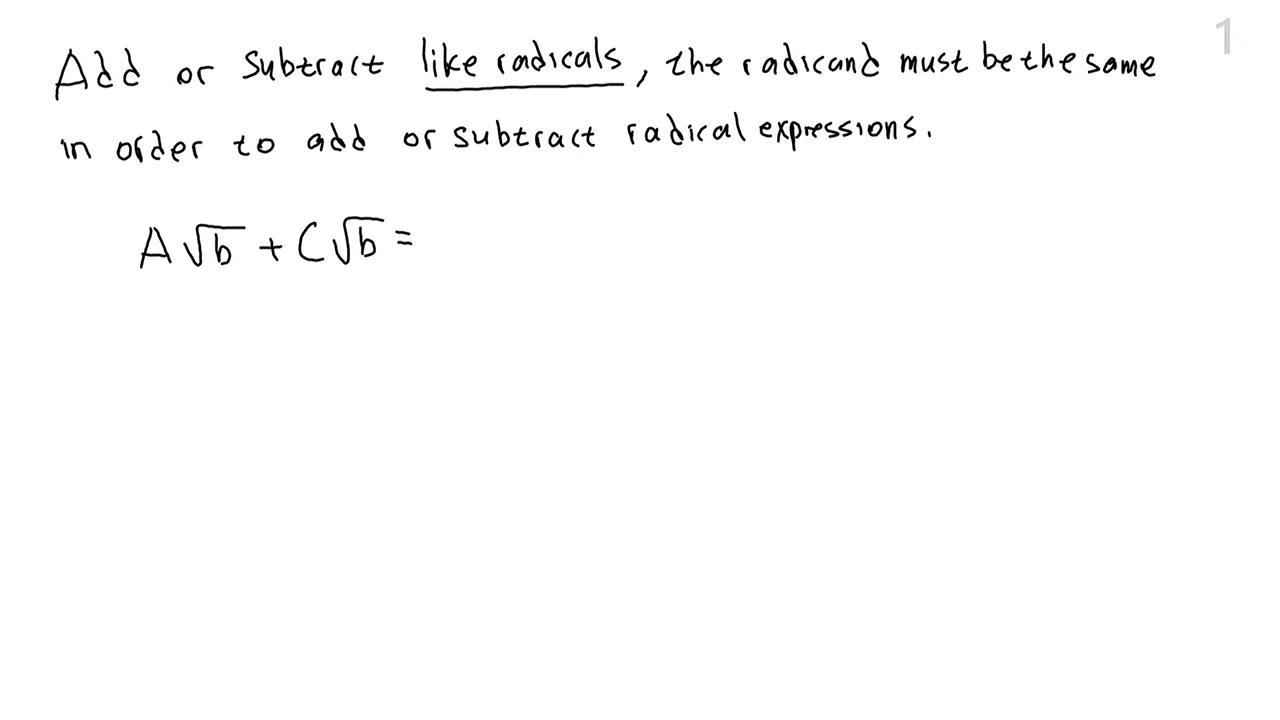 Add or Subtract like radicals, the radicand must be the same
in order to add or subtract radical expressions.
A√b + C√b =
1